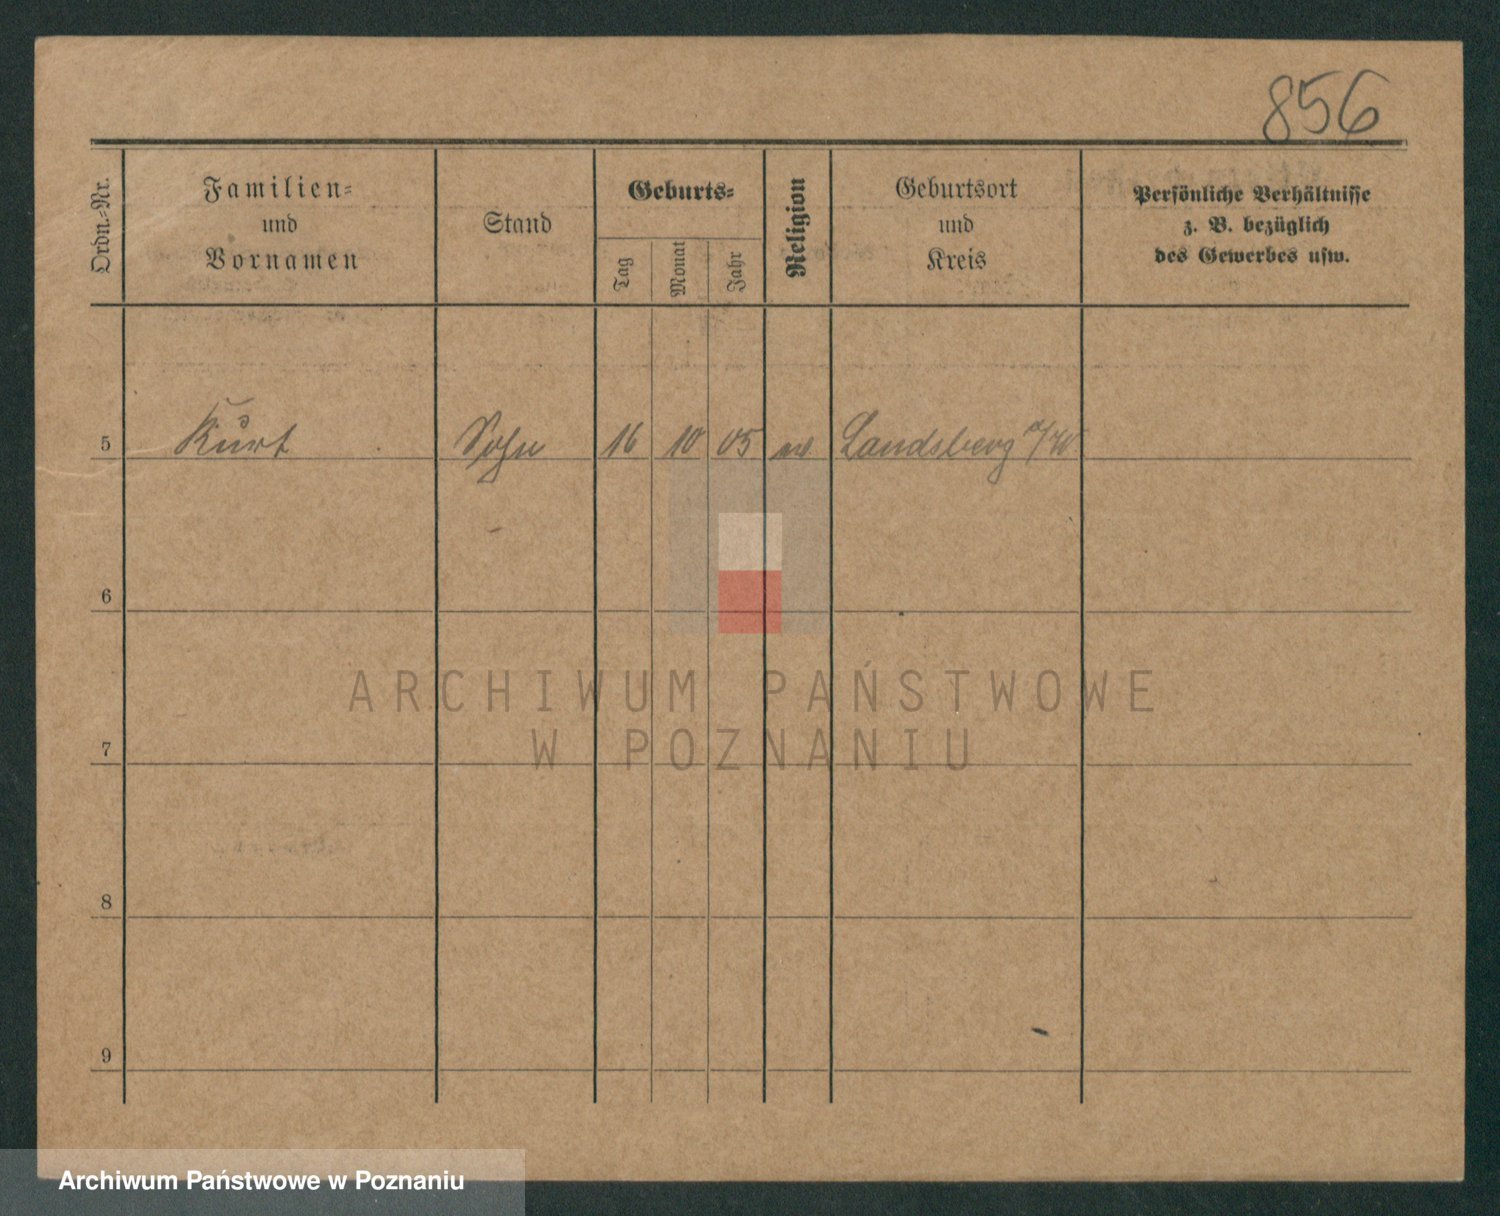 856
Ordn.-Nr.
Familien-
und
Vornamen
Stand
Geburts-
Tag
Monat
Jahr
Religion
Geburtsort
und
Kreis
Persönliche Verhältnisse
z. B. bezüglich
des Gewerbes usw.
5 Kurt Sohn 16 10 05 ev. Landsberg a/W.
6
7
8
9
ARCHIWUM PAŃSTWOWE
W POZNANIU
Archiwum Państwowe w Poznaniu